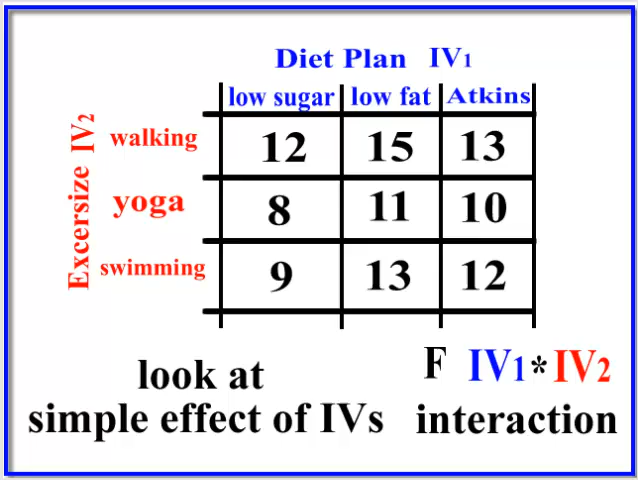 Diet Plan IV1
low sugar low fat Atkins
Excersize IV2
walking 12 15 13
yoga 8 11 10
swimming 9 13 12
look at
simple effect of IVs
F IV1*IV2
interaction